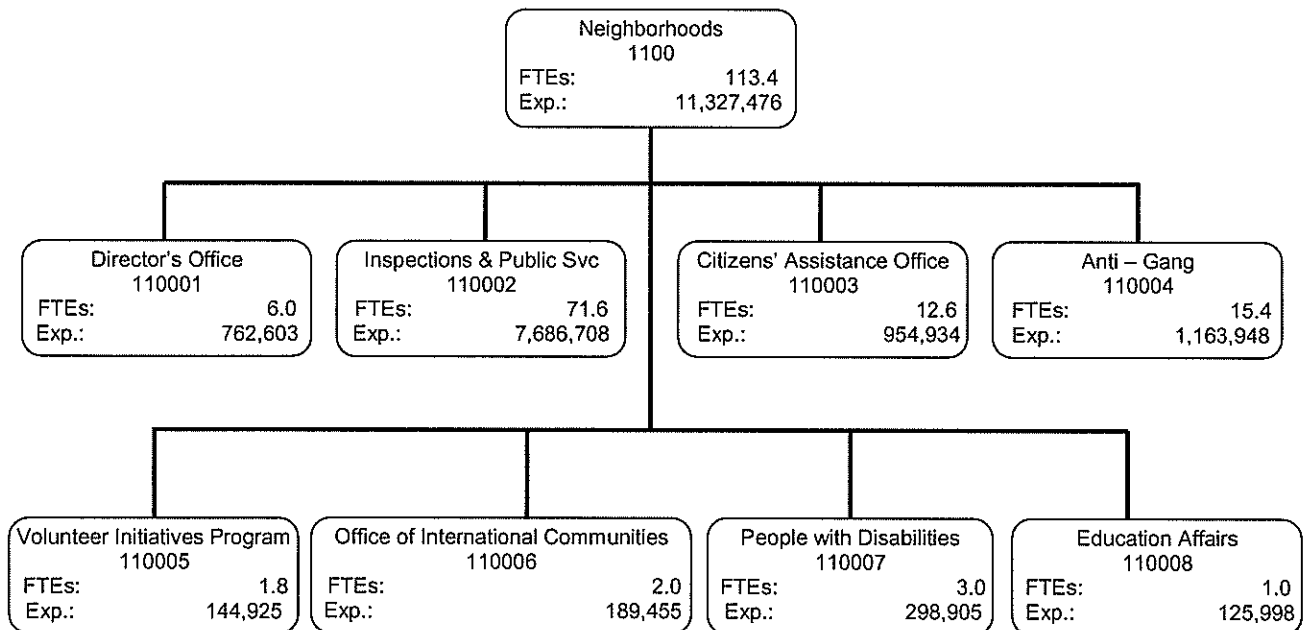 Neighborhoods
1100
FTEs: 113.4
Exp.: 11,327,476
Director's Office
110001
FTEs: 6.0
Exp.: 762,603
Inspections & Public Svc
110002
FTEs: 71.6
Exp.: 7,686,708
Citizens' Assistance Office
110003
FTEs: 12.6
Exp.: 954,934
Anti – Gang
110004
FTEs: 15.4
Exp.: 1,163,948
Volunteer Initiatives Program
110005
FTEs: 1.8
Exp.: 144,925
Office of International Communities
110006
FTEs: 2.0
Exp.: 189,455
People with Disabilities
110007
FTEs: 3.0
Exp.: 298,905
Education Affairs
110008
FTEs: 1.0
Exp.: 125,998